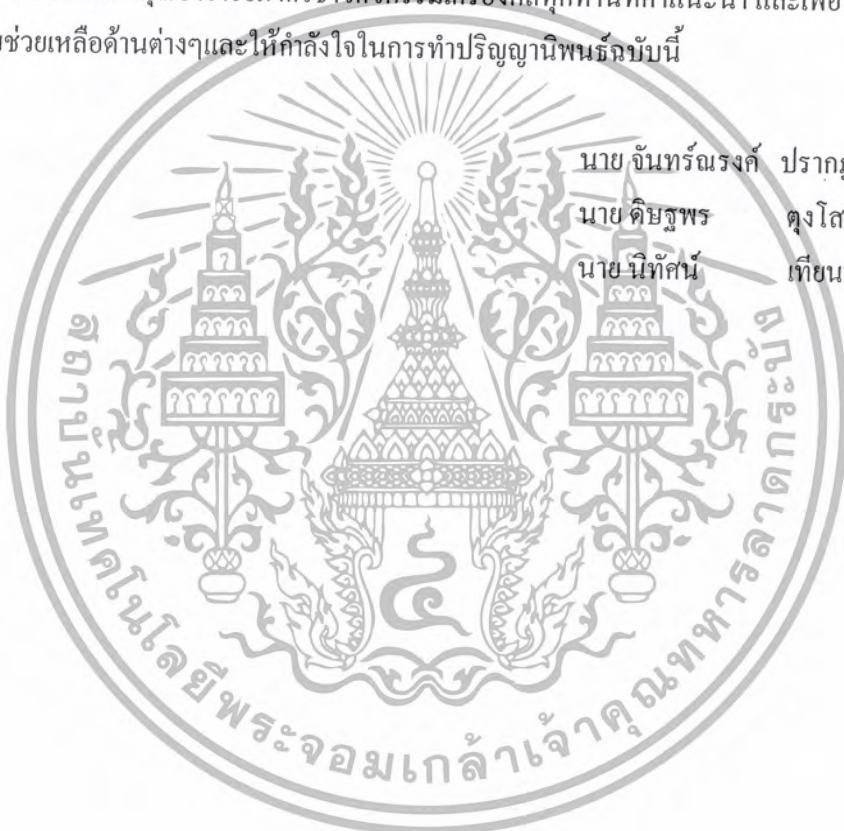 ช่วยเหลือด้านต่างๆและให้กำลังใจในการทำปริญญานิพนธ์ฉบับนี้
นาย จันทร์ณรงค์
นาย ดิษฐพร ตุงโส
นาย นิทัศน์ เทียน
สถาบันเทคโนโลยีพระจอมเกล้าเจ้าคุณทหารลาดกระบัง
๔